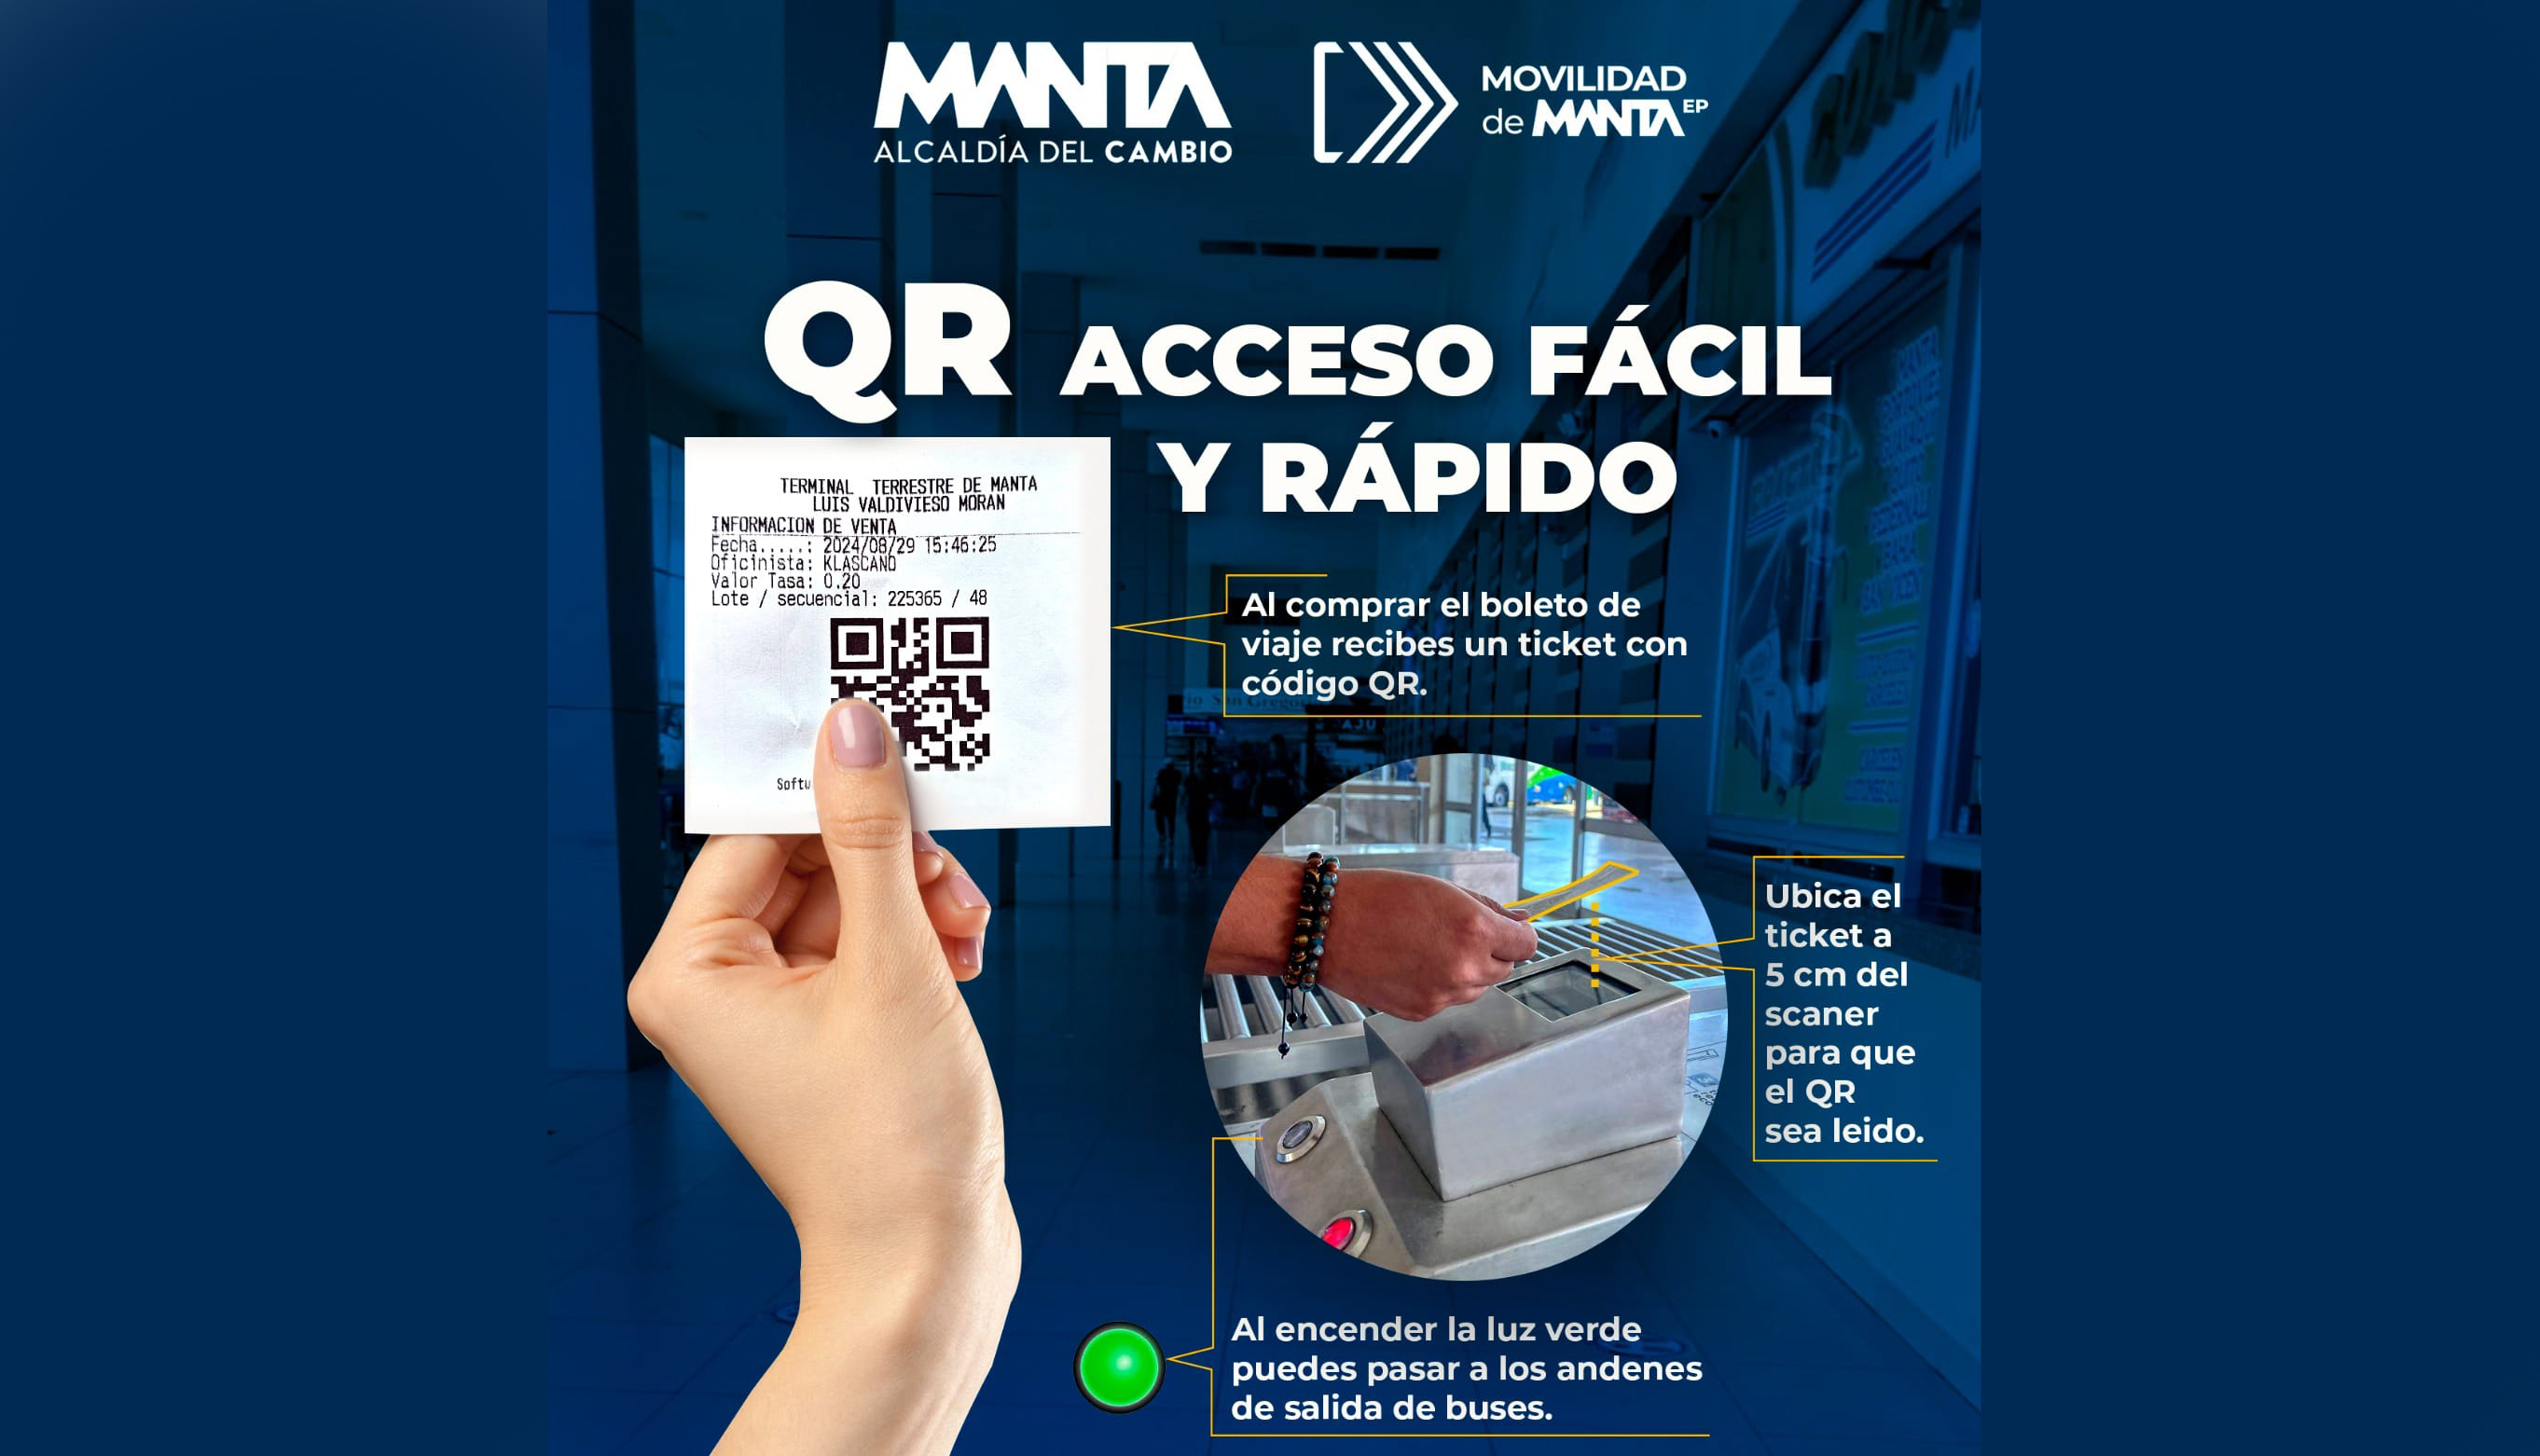 MANTA
ALCALDÍA DEL CAMBIO
MOVILIDAD
de MANTA EP
QR ACCESO FÁCIL
Y RÁPIDO
TERMINAL TERRESTRE DE MANTA
LUIS VALDIVIESO MORAN
INFORMACION DE VENTA
Fecha.....: 2024/08/29 15:46:25
Oficinista: KLASCANO
Valor Tasa: 0.20
Lote / secuencial: 225365 / 48
Softw
Al comprar el boleto de
viaje recibes un ticket con
código QR.
Ubica el
ticket a
5 cm del
scaner
para que
el QR
sea leido.
Al encender la luz verde
puedes pasar a los andenes
de salida de buses.